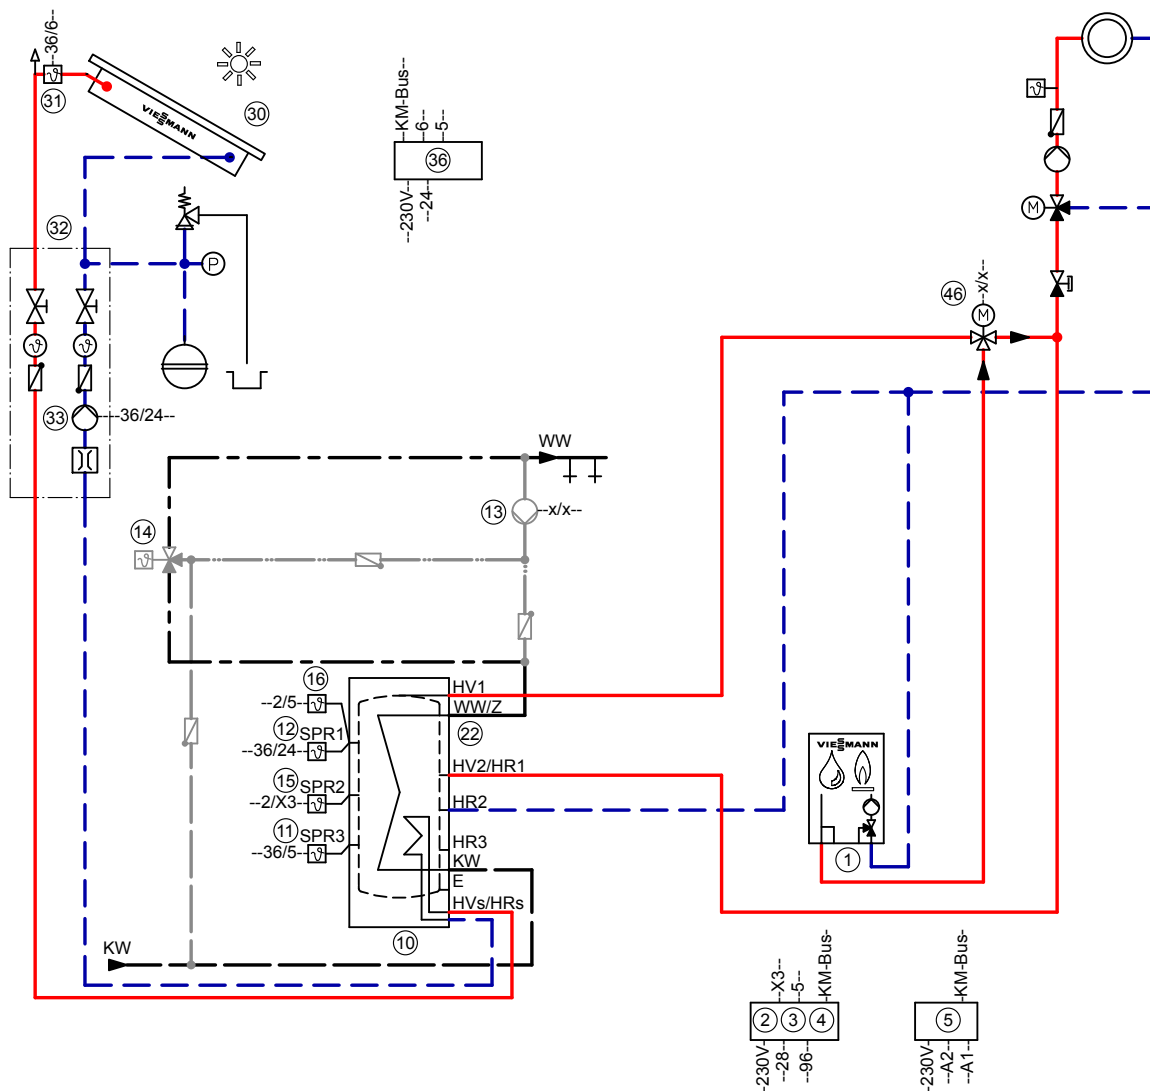 --36/6--
31
VIESSMANN
30
--KM-Bus--
6--
5--
36
--230V-
--24--
32
P
33
----36/24--
M
46
--x/x--
M
WW
13
--x/x--
14
ϑ
16
--2/5--
ϑ
HV1
WW/Z
12
SPR1
--36/24--
ϑ
22
HV2/HR1
15
SPR2
--2/X3--
ϑ
HR2
11
SPR3
--36/5--
ϑ
HR3
KW
E
HVs/HRs
10
KW
VIESSMANN
1
--X3--
--5--
-KM-Bus-
2
3
4
-230V-
--28--
--96--
-KM-Bus-
5
-230V-
--A2--
--A1--